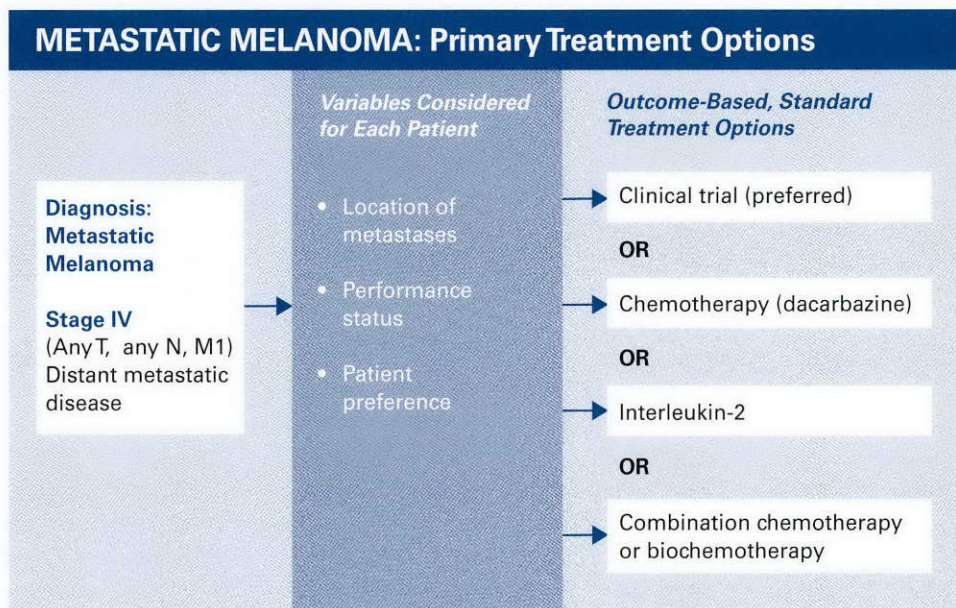 METASTATIC MELANOMA: Primary Treatment Options
Variables Considered
for Each Patient
Outcome-Based, Standard
Treatment Options
Diagnosis:
Metastatic
Melanoma
Stage IV
(Any T, any N, M1)
Distant metastatic
disease
• Location of
metastases
• Performance
status
• Patient
preference
Clinical trial (preferred)
OR
Chemotherapy (dacarbazine)
OR
Interleukin-2
OR
Combination chemotherapy
or biochemotherapy